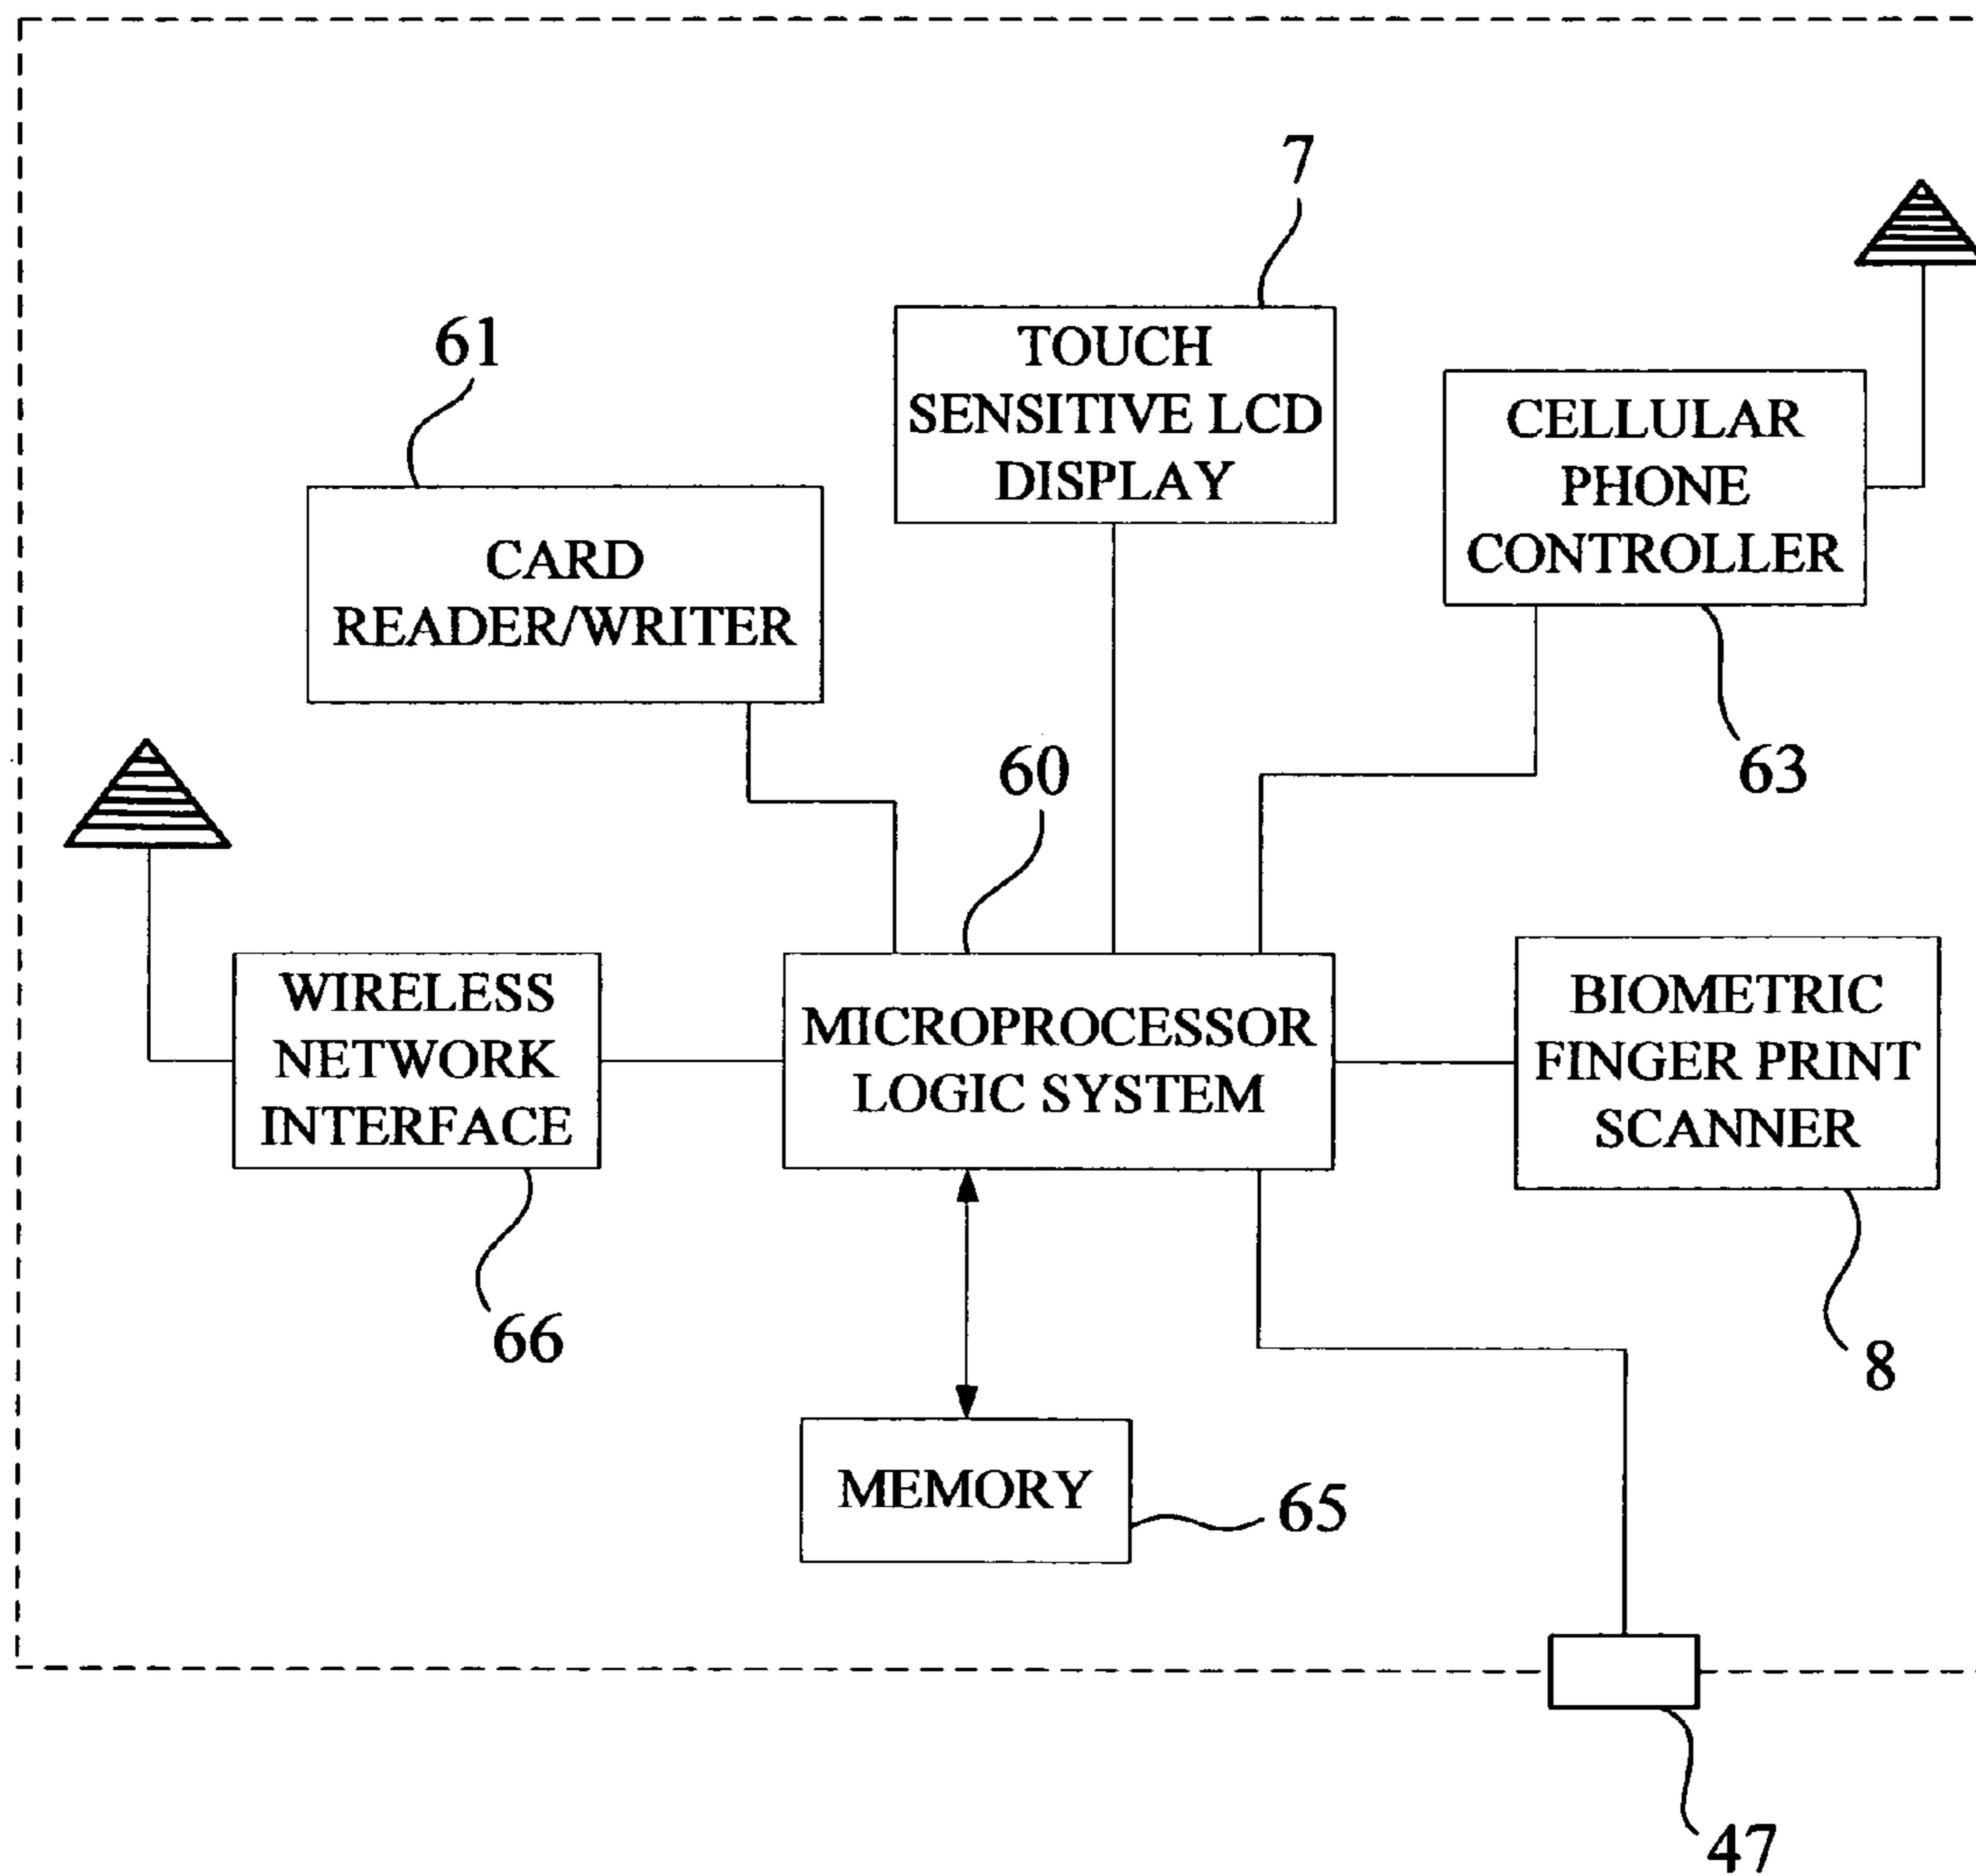 7
61
TOUCH
SENSITIVE LCD
DISPLAY
CELLULAR
PHONE
CONTROLLER
CARD
READER/WRITER
60
63
WIRELESS
NETWORK
INTERFACE
MICROPROCESSOR
LOGIC SYSTEM
BIOMETRIC
FINGER PRINT
SCANNER
66
8
MEMORY
65
47